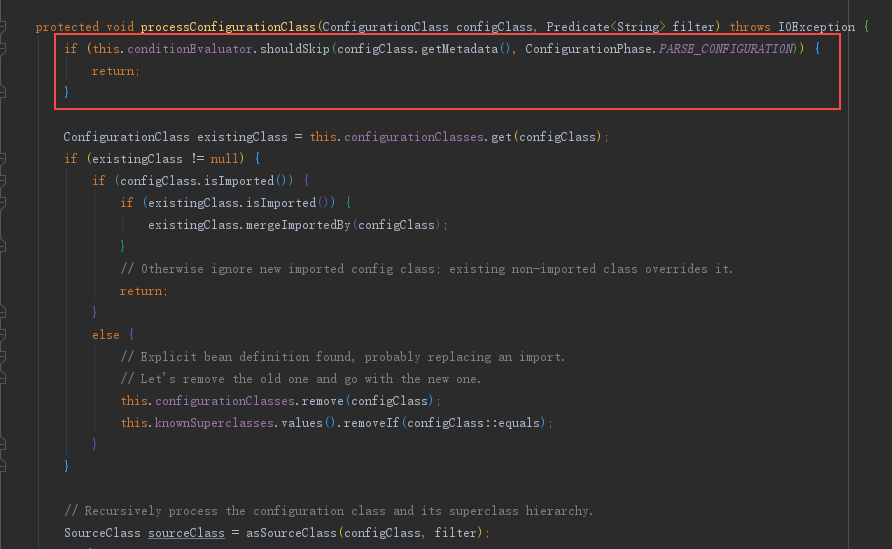 protected void processConfigurationClass(ConfigurationClass configClass, Predicate<String> filter) throws IOException {
if (this.conditionEvaluator.shouldSkip(configClass.getMetadata(), ConfigurationPhase.PARSE_CONFIGURATION)) {
return;
}
ConfigurationClass existingClass = this.configurationClasses.get(configClass);
if (existingClass != null) {
if (configClass.isImported()) {
if (existingClass.isImported()) {
existingClass.mergeImportedBy(configClass);
}
// Otherwise ignore new imported config class; existing non-imported class overrides it.
return;
}
else {
// Explicit bean definition found, probably replacing an import.
// Let's remove the old one and go with the new one.
this.configurationClasses.remove(configClass);
this.knownSuperclasses.values().removeIf(configClass::equals);
}
}
// Recursively process the configuration class and its superclass hierarchy.
SourceClass sourceClass = asSourceClass(configClass, filter);